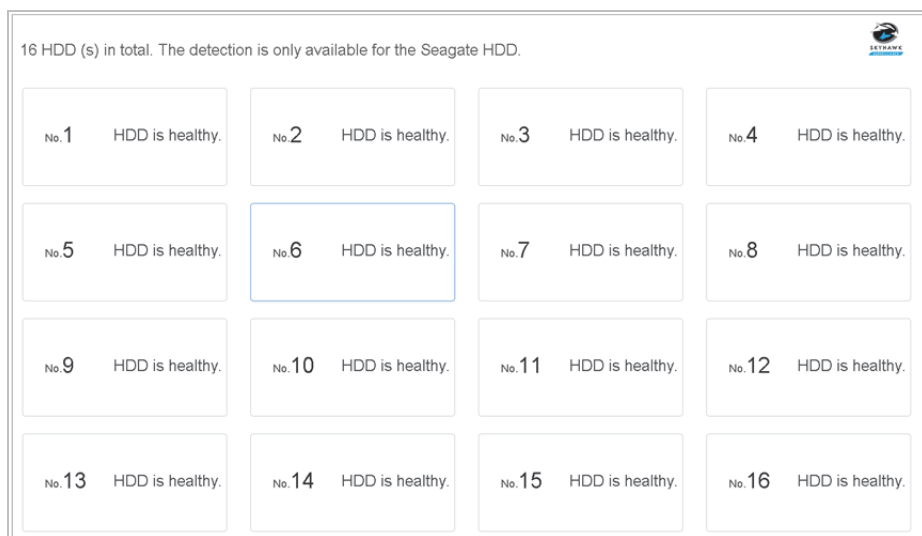 16 HDD (s) in total. The detection is only available for the Seagate HDD.
SKYHAWK
No.1 HDD is healthy.
No.2 HDD is healthy.
No.3 HDD is healthy.
No.4 HDD is healthy.
No.5 HDD is healthy.
No.6 HDD is healthy.
No.7 HDD is healthy.
No.8 HDD is healthy.
No.9 HDD is healthy.
No.10 HDD is healthy.
No.11 HDD is healthy.
No.12 HDD is healthy.
No.13 HDD is healthy.
No.14 HDD is healthy.
No.15 HDD is healthy.
No.16 HDD is healthy.